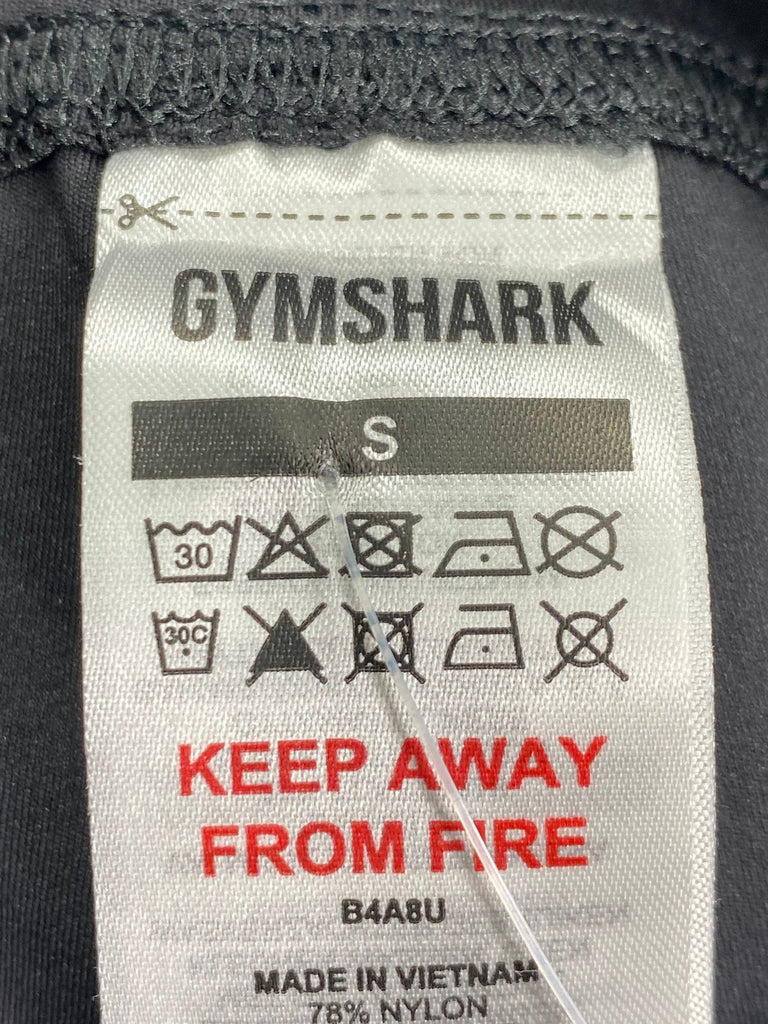 GYMSHARK
S
30
30C
KEEP AWAY
FROM FIRE
B4A8U
MADE IN VIETNAM
78% NYLON